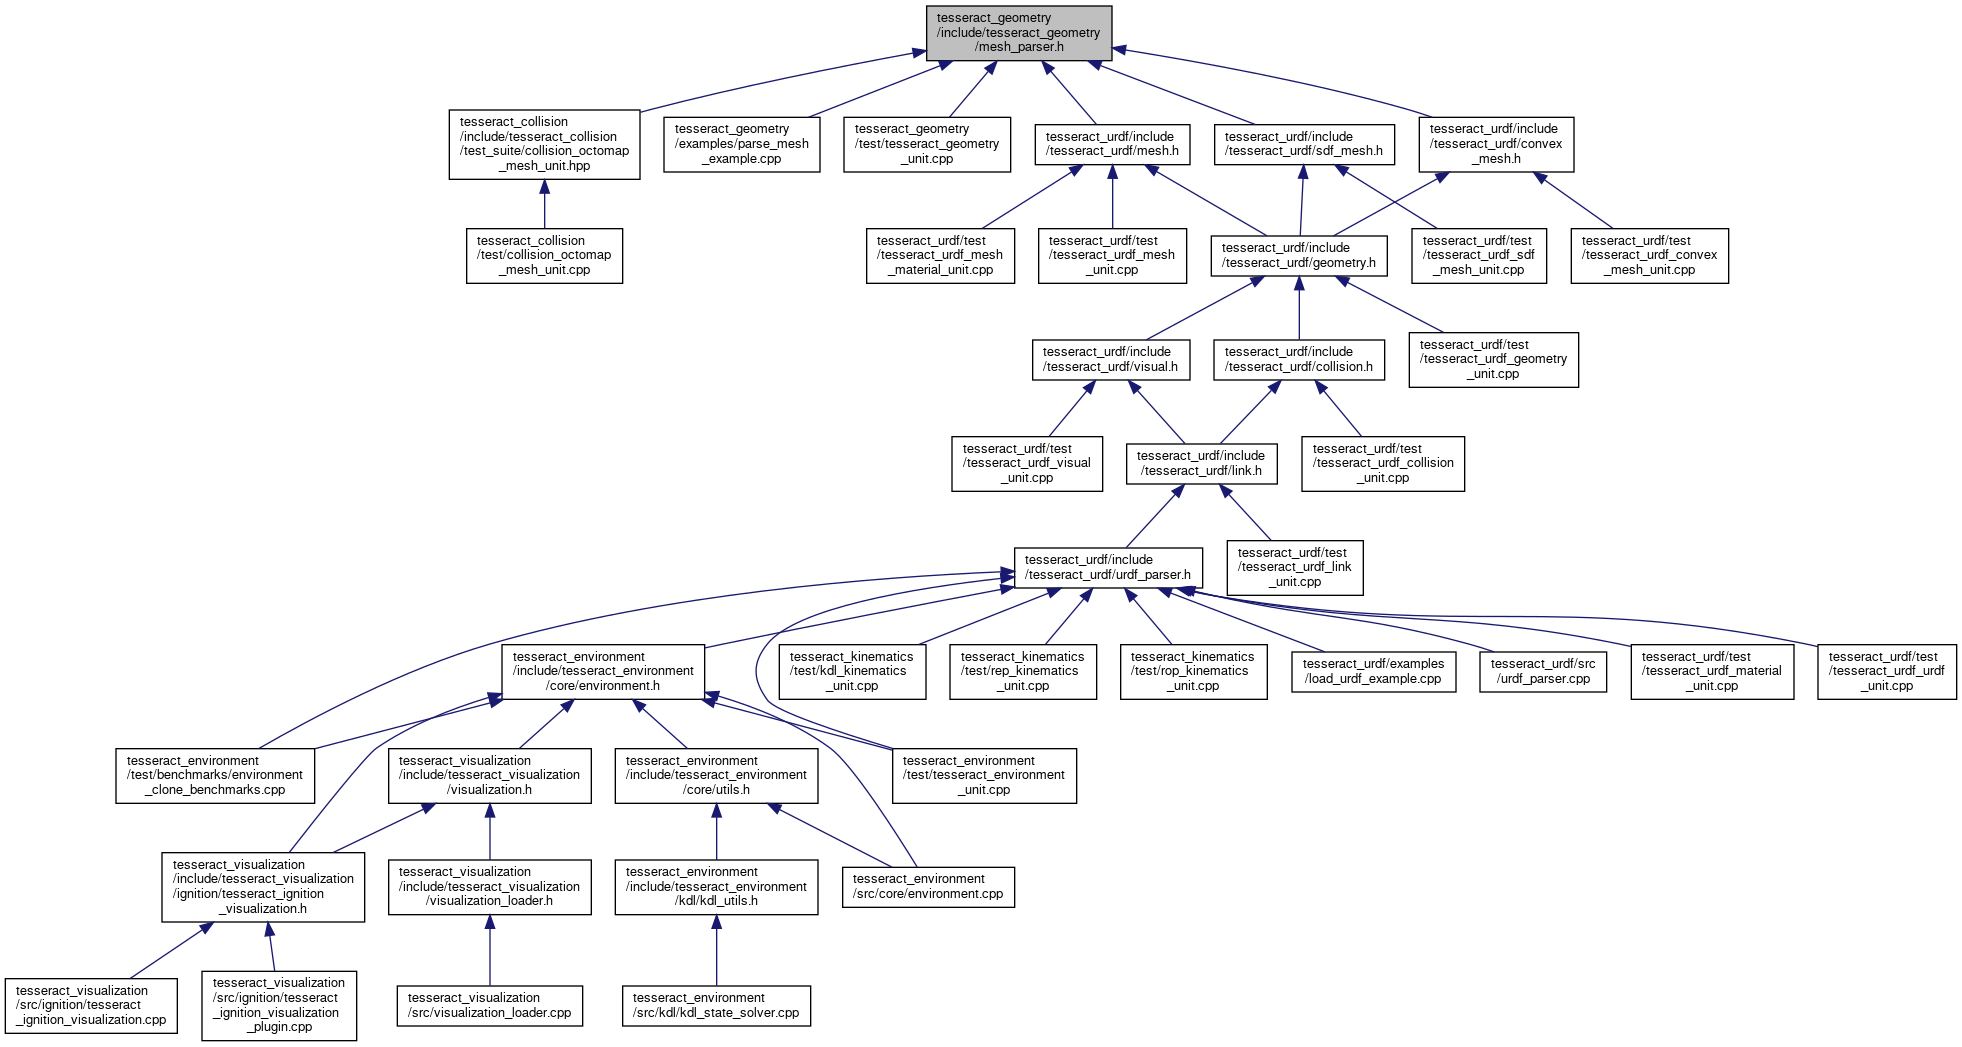 tesseract_geometry
/include/tesseract_geometry
/mesh_parser.h
tesseract_collision
/include/tesseract_collision
/test_suite/collision_octomap
_mesh_unit.hpp
tesseract_geometry
/examples/parse_mesh
_example.cpp
tesseract_geometry
/test/tesseract_geometry
_unit.cpp
tesseract_urdf/include
/tesseract_urdf/mesh.h
tesseract_urdf/include
/tesseract_urdf/sdf_mesh.h
tesseract_urdf/include
/tesseract_urdf/convex
_mesh.h
tesseract_collision
/test/collision_octomap
_mesh_unit.cpp
tesseract_urdf/test
/tesseract_urdf_mesh
_material_unit.cpp
tesseract_urdf/test
/tesseract_urdf_mesh
_unit.cpp
tesseract_urdf/include
/tesseract_urdf/geometry.h
tesseract_urdf/test
/tesseract_urdf_sdf
_mesh_unit.cpp
tesseract_urdf/test
/tesseract_urdf_convex
_mesh_unit.cpp
tesseract_urdf/include
/tesseract_urdf/visual.h
tesseract_urdf/include
/tesseract_urdf/collision.h
tesseract_urdf/test
/tesseract_urdf_geometry
_unit.cpp
tesseract_urdf/test
/tesseract_urdf_visual
_unit.cpp
tesseract_urdf/include
/tesseract_urdf/link.h
tesseract_urdf/test
/tesseract_urdf_collision
_unit.cpp
tesseract_urdf/include
/tesseract_urdf/urdf_parser.h
tesseract_urdf/test
/tesseract_urdf_link
_unit.cpp
tesseract_environment
/include/tesseract_environment
/core/environment.h
tesseract_kinematics
/test/kdl_kinematics
_unit.cpp
tesseract_kinematics
/test/rep_kinematics
_unit.cpp
tesseract_kinematics
/test/rop_kinematics
_unit.cpp
tesseract_urdf/examples
/load_urdf_example.cpp
tesseract_urdf/src
/urdf_parser.cpp
tesseract_urdf/test
/tesseract_urdf_material
_unit.cpp
tesseract_urdf/test
/tesseract_urdf_urdf
_unit.cpp
tesseract_environment
/test/benchmarks/environment
_clone_benchmarks.cpp
tesseract_visualization
/include/tesseract_visualization
/visualization.h
tesseract_environment
/include/tesseract_environment
/core/utils.h
tesseract_environment
/test/tesseract_environment
_unit.cpp
tesseract_visualization
/include/tesseract_visualization
/ignition/tesseract_ignition
_visualization.h
tesseract_visualization
/include/tesseract_visualization
/visualization_loader.h
tesseract_environment
/include/tesseract_environment
/kdl/kdl_utils.h
tesseract_environment
/src/core/environment.cpp
tesseract_visualization
/src/ignition/tesseract
_ignition_visualization.cpp
tesseract_visualization
/src/ignition/tesseract
_ignition_visualization
_plugin.cpp
tesseract_visualization
/src/visualization_loader.cpp
tesseract_environment
/src/kdl/kdl_state_solver.cpp